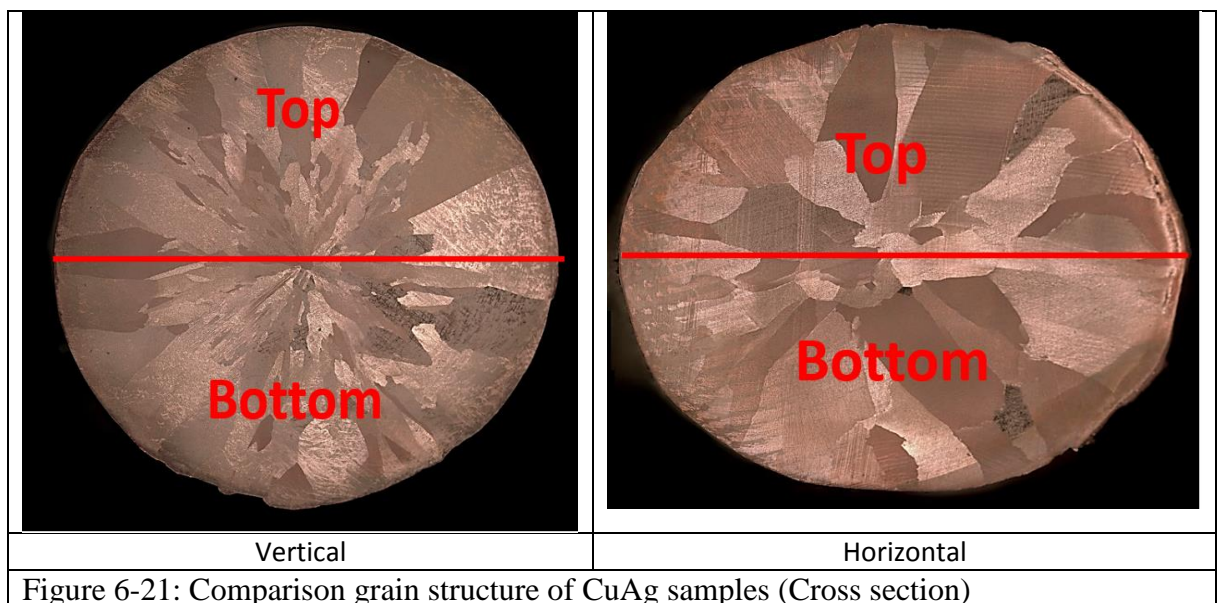 Top
Bottom
Top
Bottom
Vertical
Horizontal
Figure 6-21: Comparison grain structure of CuAg samples (Cross section)